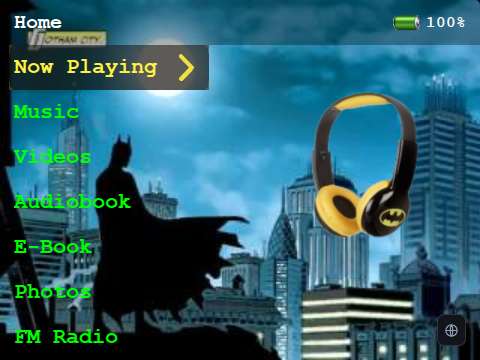 Home
100%
GOTHAM CITY.
Now Playing
Music
Videos
Audiobook
E-Book
Photos
FM Radio